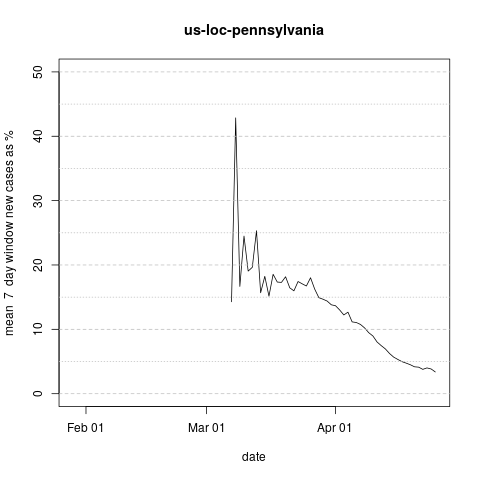 us-loc-pennsylvania
mean  7  day window new cases as %
50
40
30
20
10
0
Feb 01
Mar 01
Apr 01
date